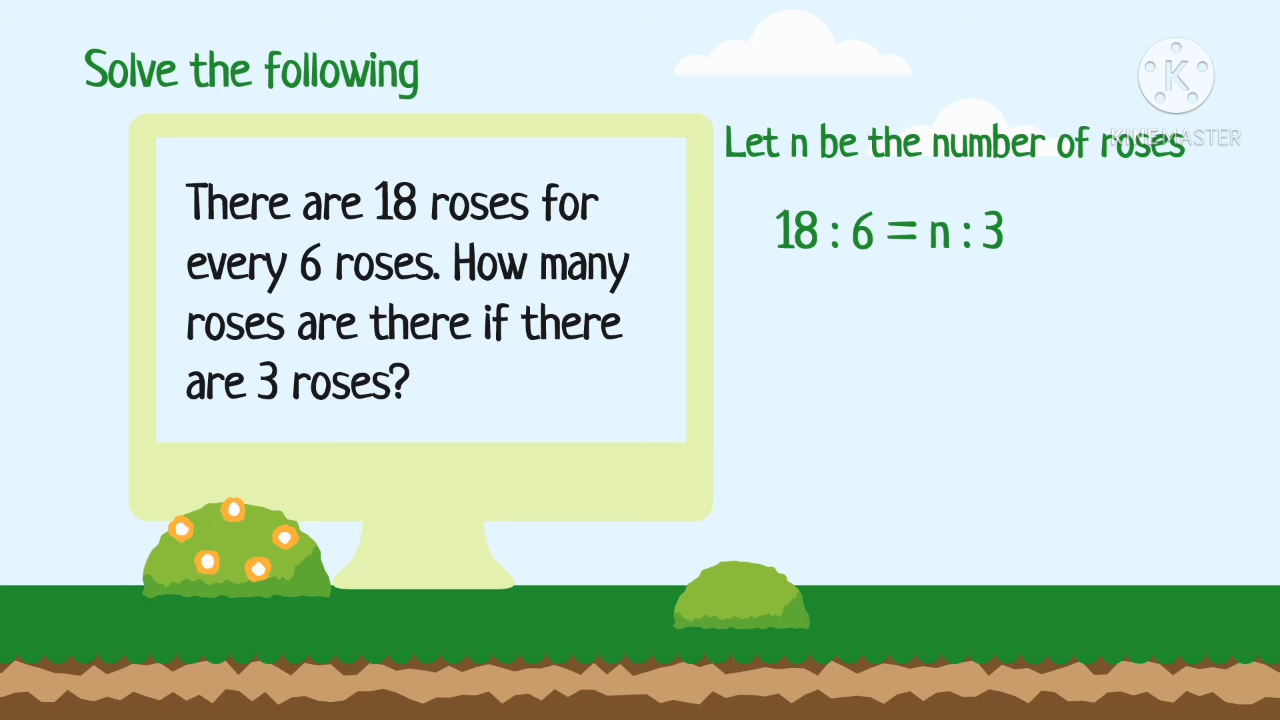 Solve the following
K
KINEMASTER
Let n be the number of roses
There are 18 roses for
every 6 roses. How many
roses are there if there
are 3 roses?
18 : 6 = n : 3